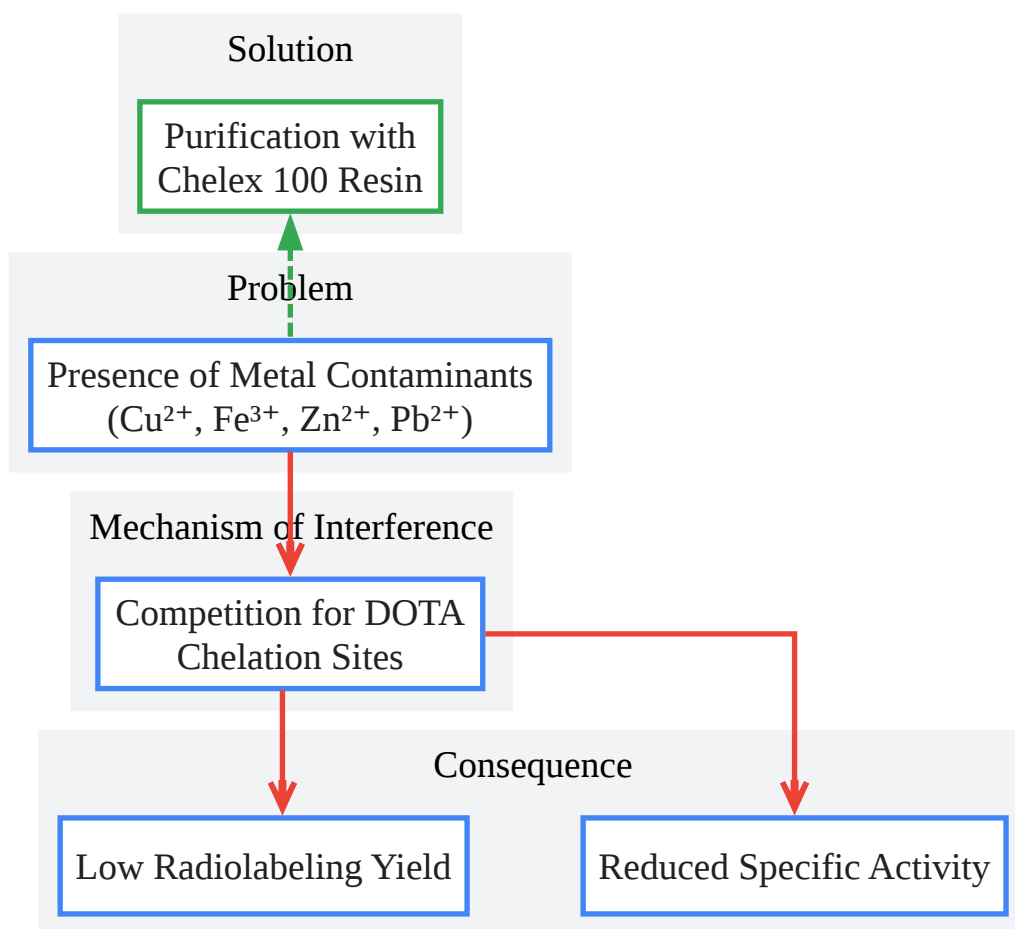 Solution
Purification with
Chelex 100 Resin
Problem
Presence of Metal Contaminants
(Cu²⁺, Fe³⁺, Zn²⁺, Pb²⁺)
Mechanism of Interference
Competition for DOTA
Chelation Sites
Consequence
Low Radiolabeling Yield
Reduced Specific Activity